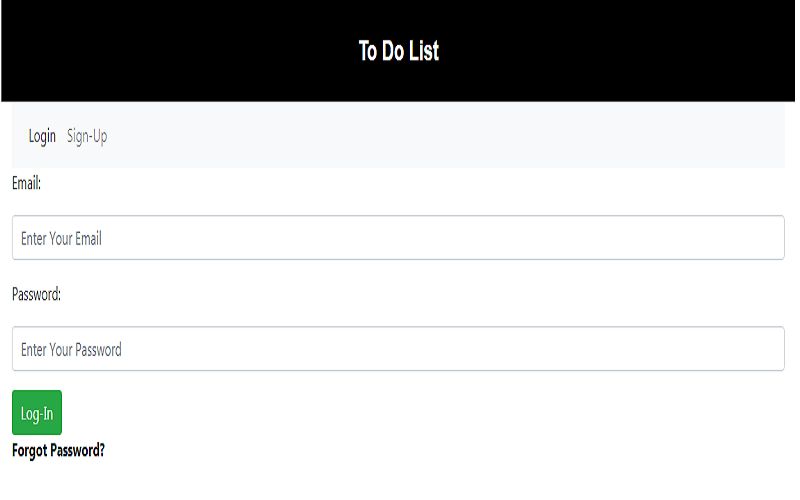 To Do List
Login Sign-Up
Email:
Enter Your Email
Password:
Enter Your Password
Log-In
Forgot Password?